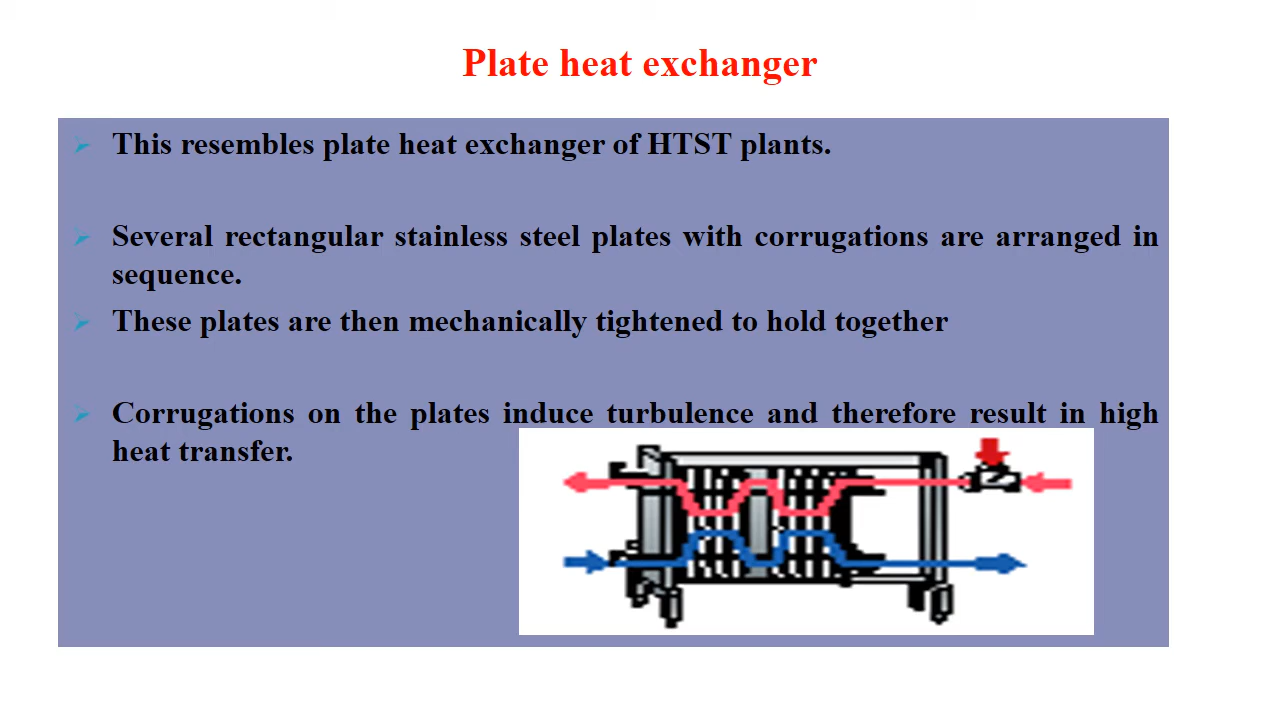 Plate heat exchanger
This resembles plate heat exchanger of HTST plants.
Several rectangular stainless steel plates with corrugations are arranged in
sequence.
These plates are then mechanically tightened to hold together
Corrugations on the plates induce turbulence and therefore result in high
heat transfer.